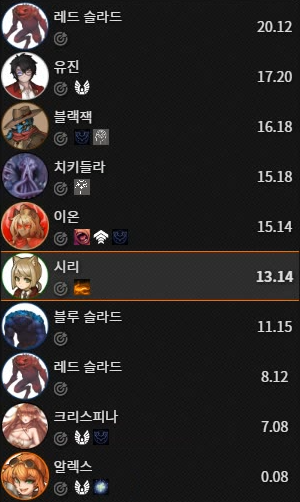 레드 슬라드
20.12
유진
17.20
블랙잭
16.18
치키틀라
15.18
이온
15.14
시리
13.14
블루 슬라드
11.15
레드 슬라드
8.12
크리스피나
7.08
알렉스
0.08